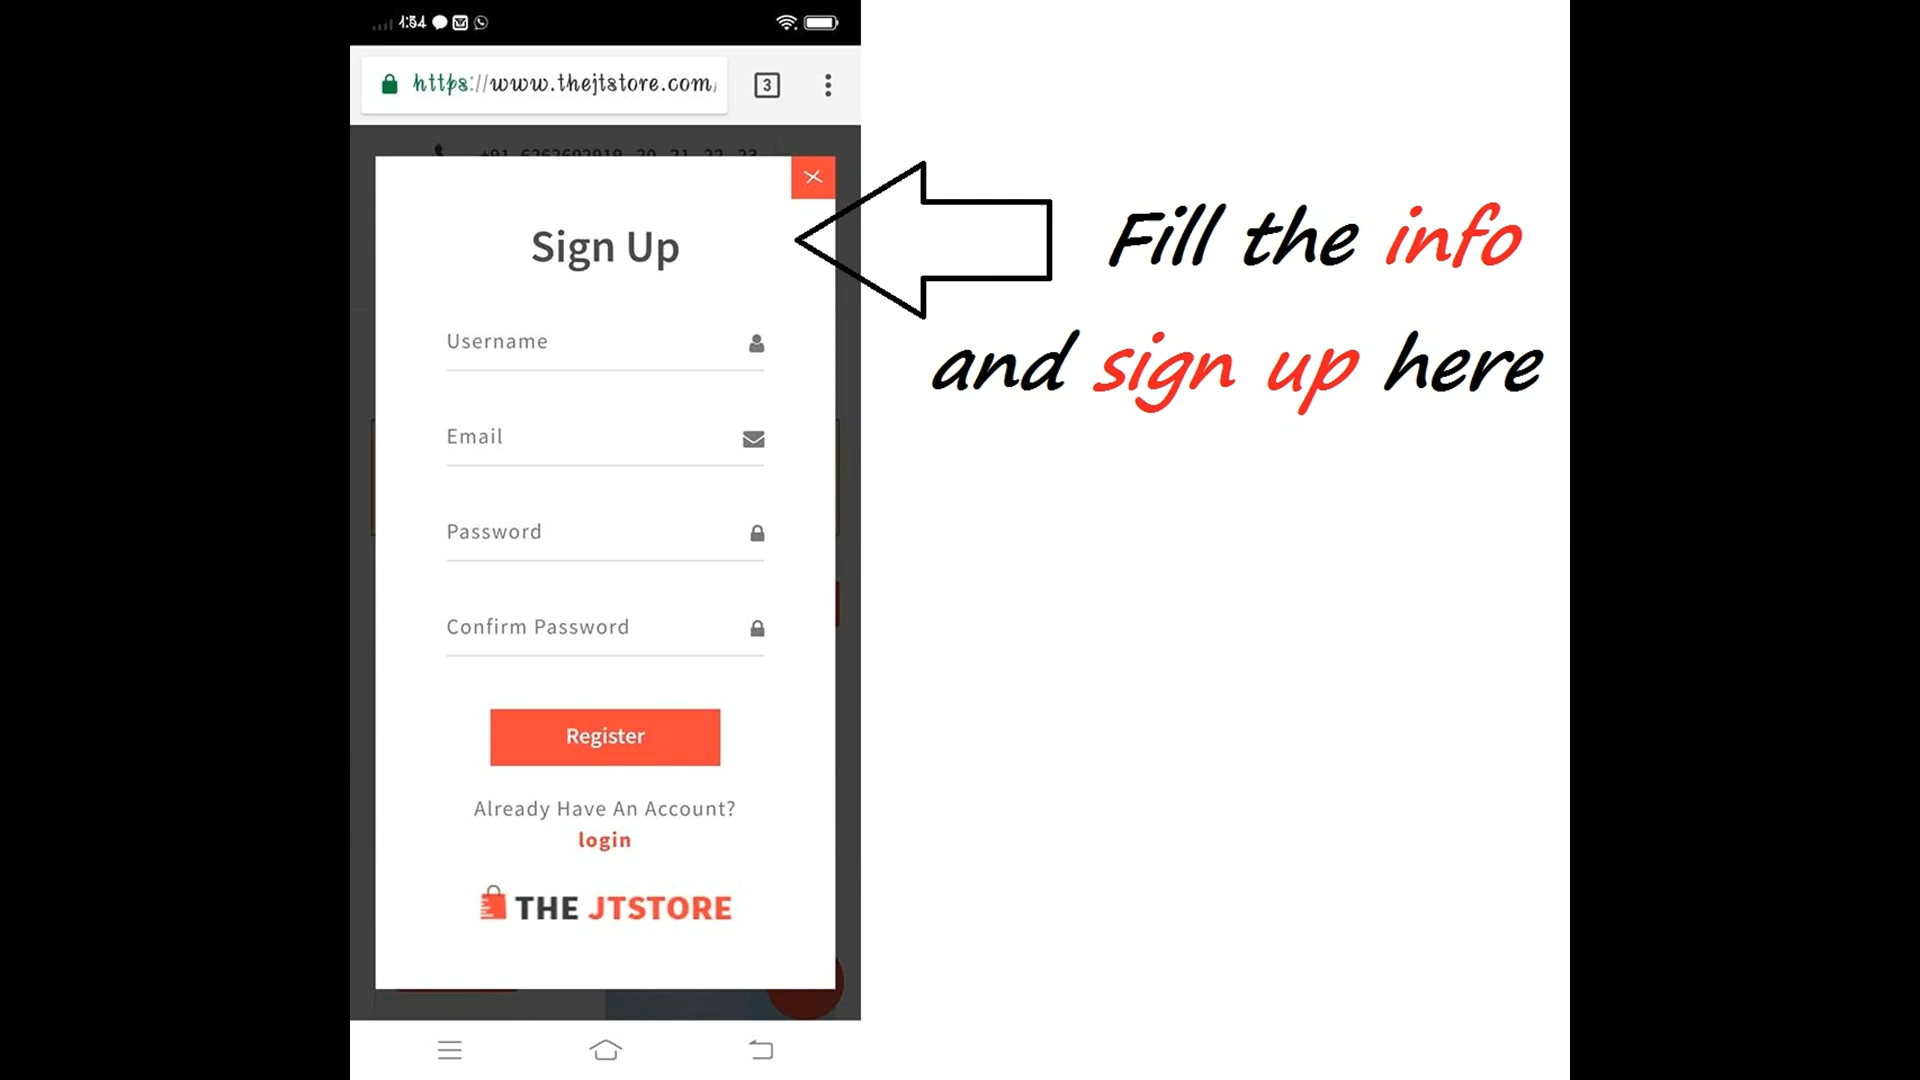 1:54
https://www.thejtstore.com/
3
Sign Up
Username
Email
Password
Confirm Password
Register
Already Have An Account?
login
THE JTSTORE
Fill the info
and sign up here